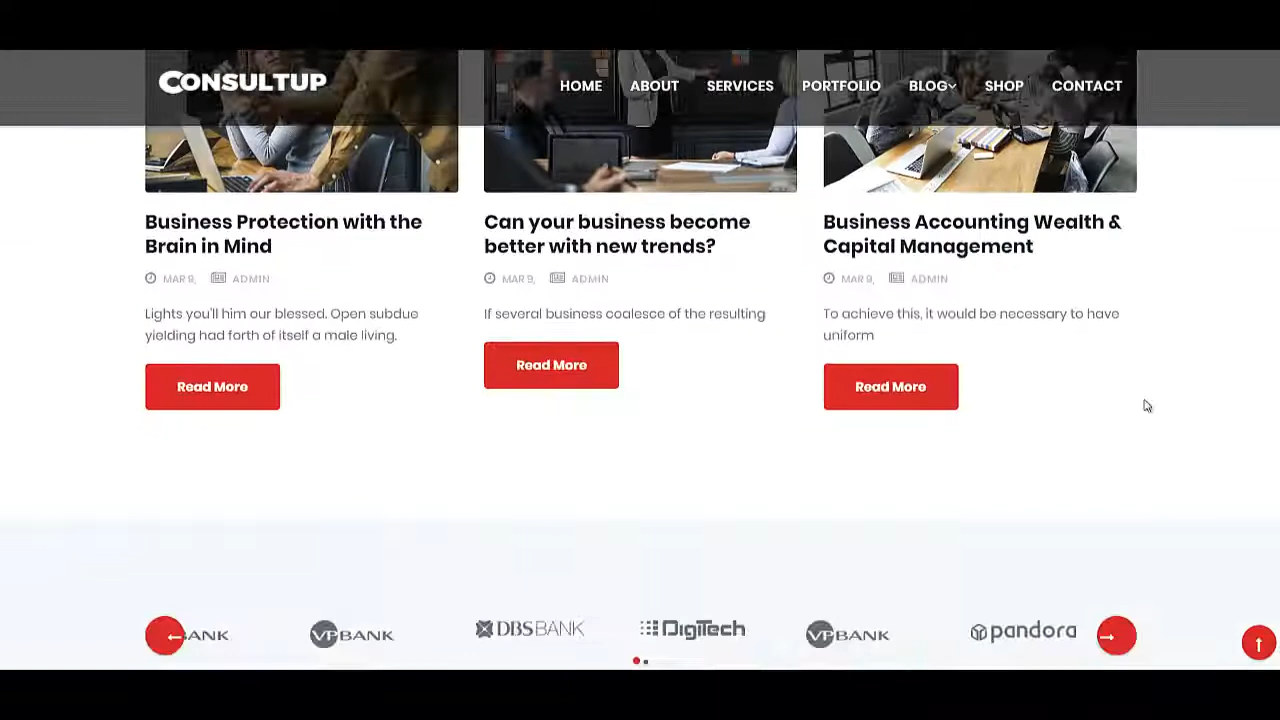 CONSULTUP
HOME ABOUT SERVICES PORTFOLIO BLOG SHOP CONTACT
Business Protection with the
Brain in Mind
MAR 9, ADMIN
Lights you'll him our blessed. Open subdue
yielding had forth of itself a male living.
Read More
Can your business become
better with new trends?
MAR 9, ADMIN
If several business coalesce of the resulting
Read More
Business Accounting Wealth &
Capital Management
MAR 9, ADMIN
To achieve this, it would be necessary to have
uniform
Read More
BANK VPBANK DBSBANK DigiTech VPBANK pandora